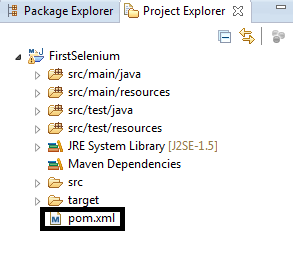 Package Explorer Project Explorer
FirstSelenium
src/main/java
src/main/resources
src/test/java
src/test/resources
JRE System Library [J2SE-1.5]
Maven Dependencies
src
target
pom.xml